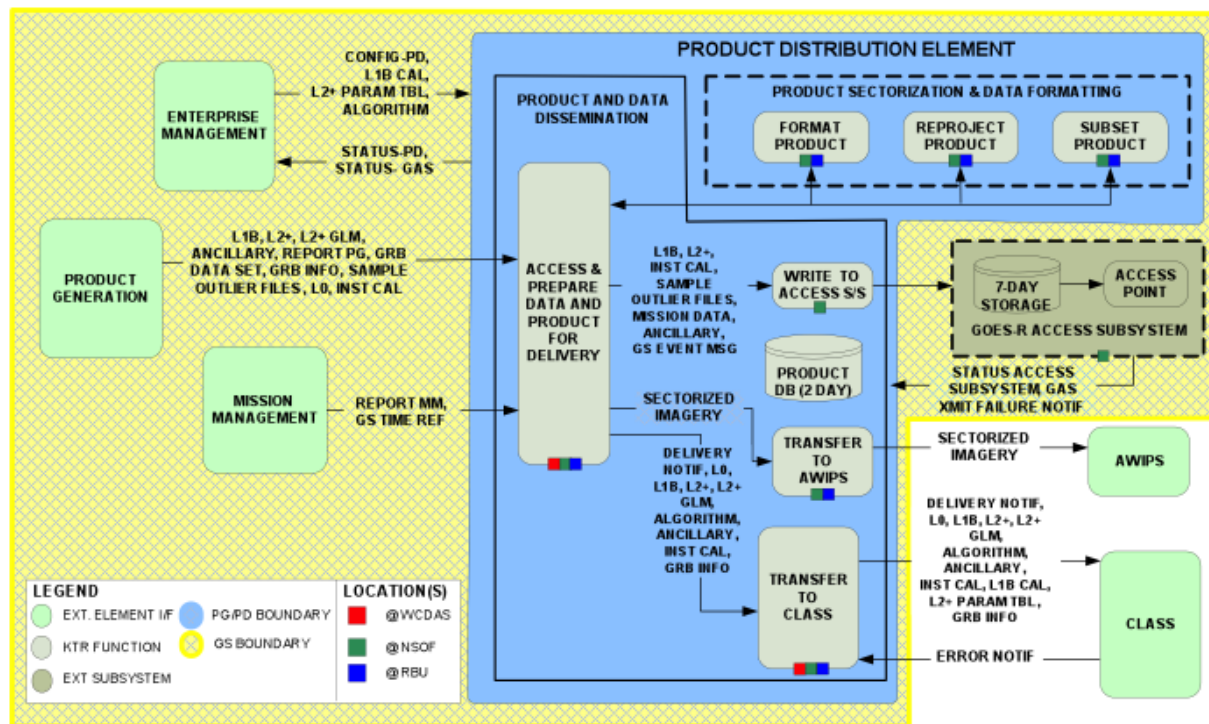 PRODUCT DISTRIBUTION ELEMENT
CONFIG-PD,
L1B CAL,
L2+ PARAM TBL,
ALGORITHM
ENTERPRISE
MANAGEMENT
STATUS-PD,
STATUS- GAS
PRODUCT AND DATA
DISSEMINATION
PRODUCT SECTORIZATION & DATA FORMATTING
FORMAT
PRODUCT
REPROJECT
PRODUCT
SUBSET
PRODUCT
PRODUCT
GENERATION
L1B, L2+, L2+ GLM,
ANCILLARY, REPORT PG, GRB
DATA SET, GRB INFO, SAMPLE
OUTLIER FILES, L0, INST CAL
ACCESS &
PREPARE
DATA AND
PRODUCT
FOR
DELIVERY
L1B, L2+,
INST CAL,
SAMPLE
OUTLIER FILES,
MISSION DATA,
ANCILLARY,
GS EVENT MSG
WRITE TO
ACCESS S/S
7-DAY
STORAGE
ACCESS
POINT
GOES-R ACCESS SUBSYSTEM
PRODUCT
DB (2 DAY)
STATUS ACCESS
SUBSYSTEM, GAS
XMIT FAILURE NOTIF
MISSION
MANAGEMENT
REPORT MM,
GS TIME REF
SECTORIZED
IMAGERY
TRANSFER
TO
AWIPS
SECTORIZED
IMAGERY
AWIPS
DELIVERY
NOTIF, L0,
L1B, L2+, L2+
GLM,
ALGORITHM,
ANCILLARY,
INST CAL,
GRB INFO
TRANSFER
TO
CLASS
DELIVERY NOTIF,
L0, L1B, L2+, L2+
GLM,
ALGORITHM,
ANCILLARY,
INST CAL, L1B CAL,
L2+ PARAM TBL,
GRB INFO
CLASS
ERROR NOTIF
LEGEND
EXT. ELEMENT I/F
PG/PD BOUNDARY
KTR FUNCTION
GS BOUNDARY
EXT SUBSYSTEM
LOCATION(S)
@WCDAS
@NSOF
@RBU